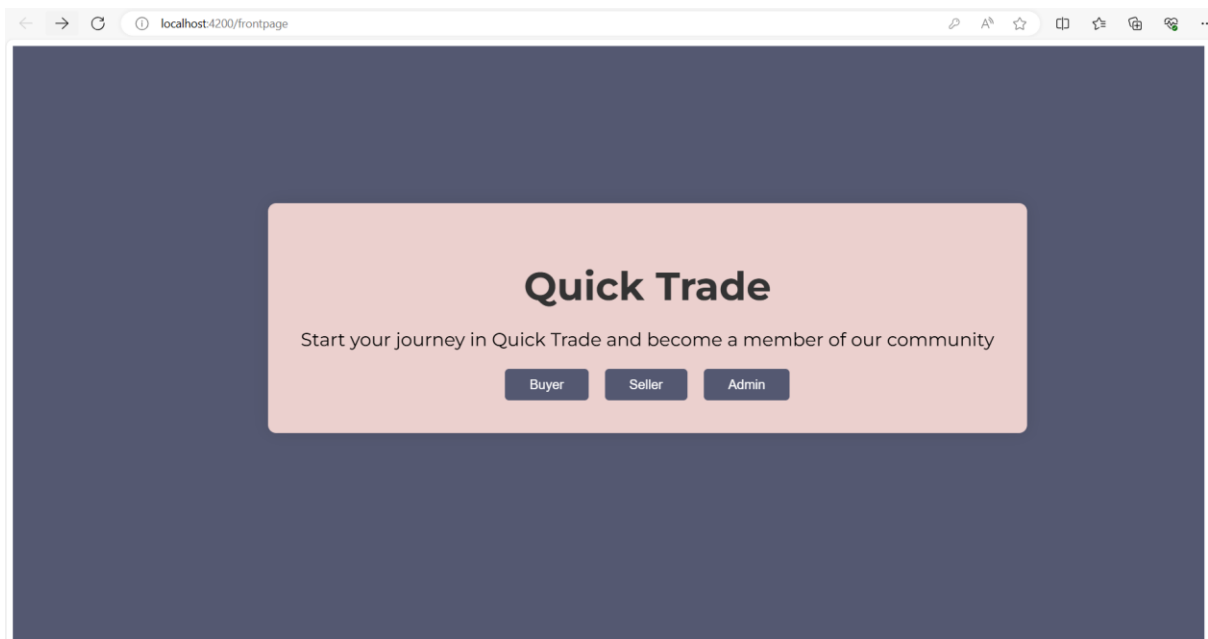 localhost:4200/frontpage
Quick Trade
Start your journey in Quick Trade and become a member of our community
Buyer Seller Admin